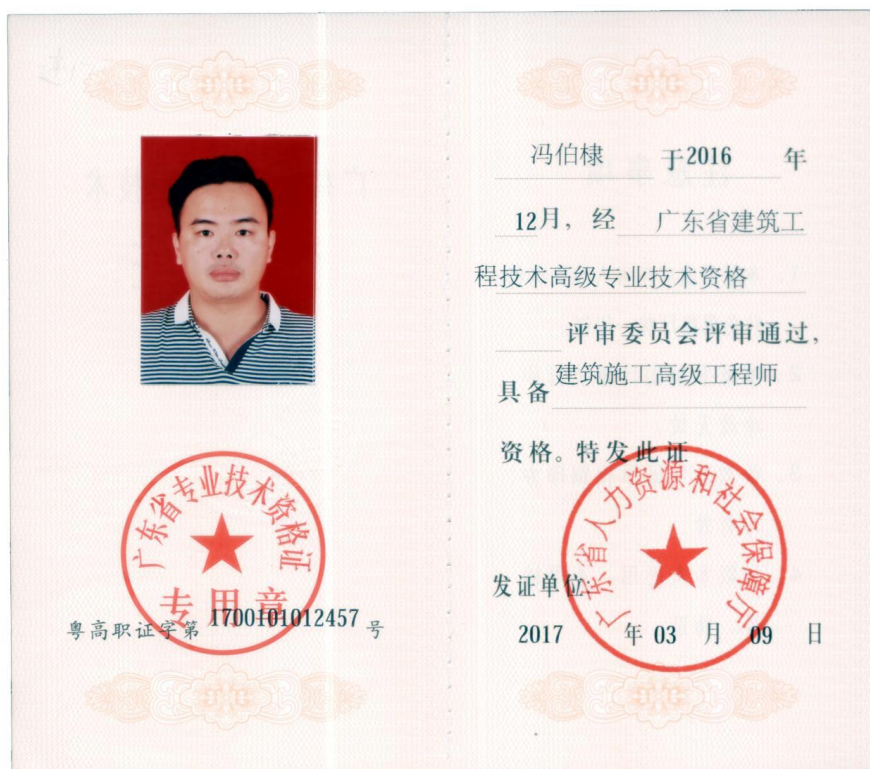 广东省专业技术资格证
专用章
粤高职证字第 1700101012457 号
冯伯棣 于2016 年
12月，经 广东省建筑工
程技术高级专业技术资格
评审委员会评审通过，
具备 建筑施工高级工程师
资格。特发此证
广东省人力资源和社会保障厅
发证单位:
2017 年 03 月 09 日